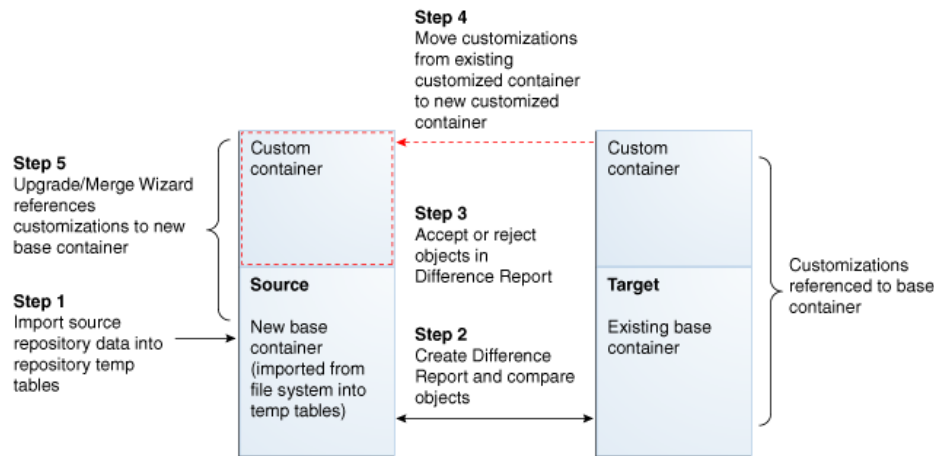 Step 4
Move customizations
from existing
customized container
to new customized
container
Custom
container
Custom
container
Step 5
Upgrade/Merge Wizard
references
customizations to new
base container
Step 3
Accept or reject
objects in
Difference Report
Customizations
referenced to base
container
Step 1
Import source
repository data into
repository temp
tables
Source
New base
container
(imported from
file system into
temp tables)
Step 2
Create Difference
Report and compare
objects
Target
Existing base
container